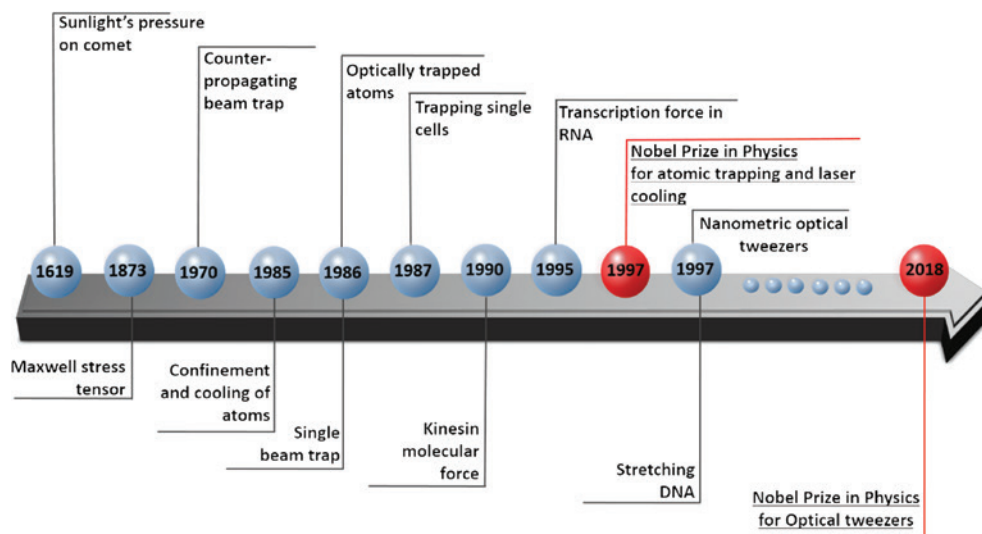 Sunlight's pressure
on comet
Counter-
propagating
beam trap
Optically trapped
atoms
Trapping single
cells
Transcription force in
RNA
Nobel Prize in Physics
for atomic trapping and laser
cooling
Nanometric optical
tweezers
1619
1873
1970
1985
1986
1987
1990
1995
1997
1997
2018
Maxwell stress
tensor
Confinement
and cooling of
atoms
Single
beam trap
Kinesin
molecular
force
Stretching
DNA
Nobel Prize in Physics
for Optical tweezers